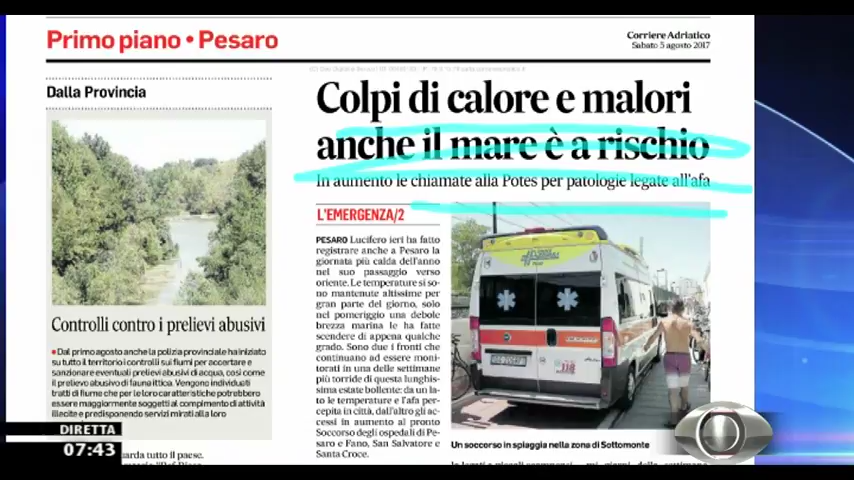 Primo piano • Pesaro
Corriere Adriatico
Sabato 5 agosto 2017
Dalla Provincia
Controlli contro i prelievi abusivi
• Dal primo agosto anche la polizia provinciale ha iniziato
su tutto il territorio i controlli sui fiumi per accertare e
sanzionare eventuali prelievi abusivi di acqua, così come
il prelievo abusivo di fauna ittica. Vengono individuati
tratti di fiume che per le loro caratteristiche potrebbero
essere maggiormente soggetti al compimento di attività
illecite e predisponendo servizi mirati alla loro
Colpi di calore e malori
anche il mare è a rischio
In aumento le chiamate alla Potes per patologie legate all'afa
L'EMERGENZA/2
PESARO Lucifero ieri ha fatto
registrare anche a Pesaro la
giornata più calda dell'anno
nel suo passaggio verso
oriente. Le temperature si so-
no mantenute altissime per
gran parte del giorno, solo
nel pomeriggio una debole
brezza marina le ha fatte
scendere di appena qualche
grado. Sono due i fronti che
continuano ad essere moni-
torati in una delle settimane
più torride di questa lunghis-
sima estate bollente: da un la-
to le temperature e l'afa per-
cepita in città, dall'altro gli ac-
cessi in aumento al pronto
Soccorso degli ospedali di Pe-
saro e Fano, San Salvatore e
Santa Croce.
118
Un soccorso in spiaggia nella zona di Sottomonte
DIRETTA
07:43
uarda tutto il paese.